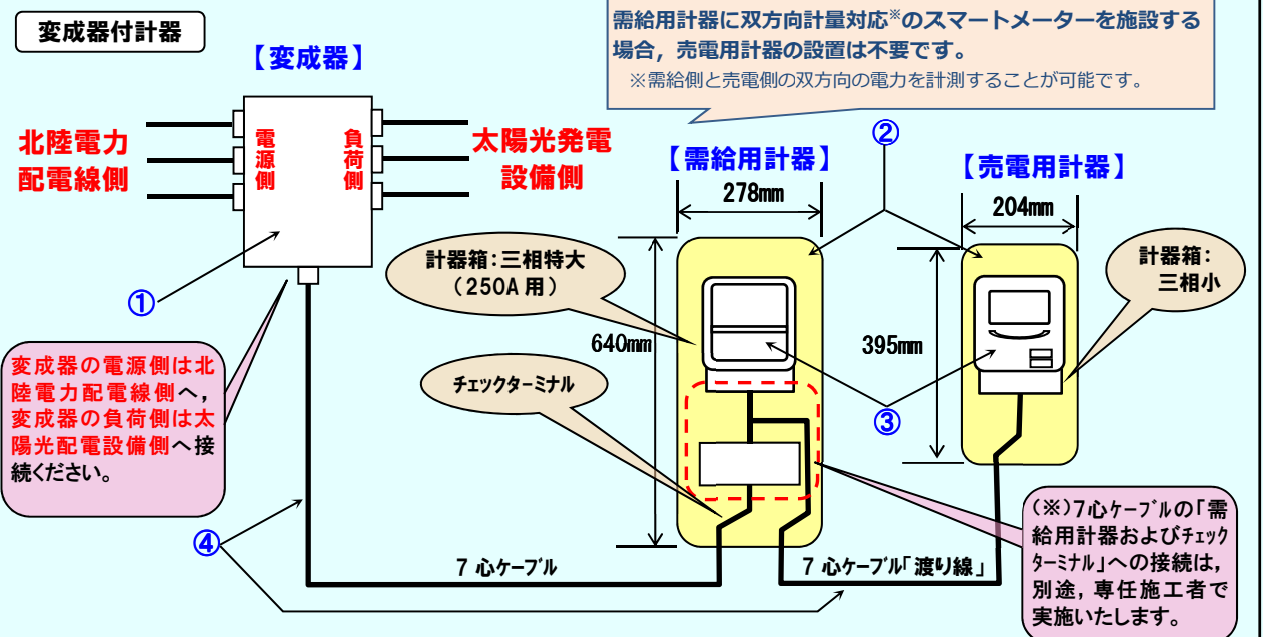 変成器付計器
需給用計器に双方向計量対応※のスマートメーターを施設する
場合，売電用計器の設置は不要です。
※需給側と売電側の双方向の電力を計測することが可能です。
【変成器】
北陸電力
配電線側
電源側
負荷側
太陽光発電
設備側
①
変成器の電源側は北
陸電力配電線側へ，
変成器の負荷側は太
陽光配電設備側へ接
続ください。
②
【需給用計器】
278mm
【売電用計器】
204mm
計器箱：三相特大
（250A 用）
計器箱：
三相小
640mm
395mm
チェックターミナル
③
④
7 心ケーブル
7 心ケーブル「渡り線」
(※)7心ケーブルの「需
給用計器およびチェック
ターミナル」への接続は，
別途，専任施工者で
実施いたします。